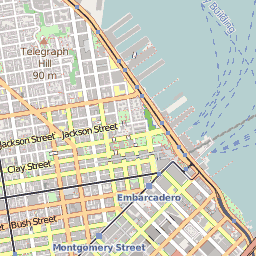 Building
Telegraph
Hill
90 m
Jackson Street
Jackson Street
Clay Street
Embarcadero
Bush Street
Montgomery Street